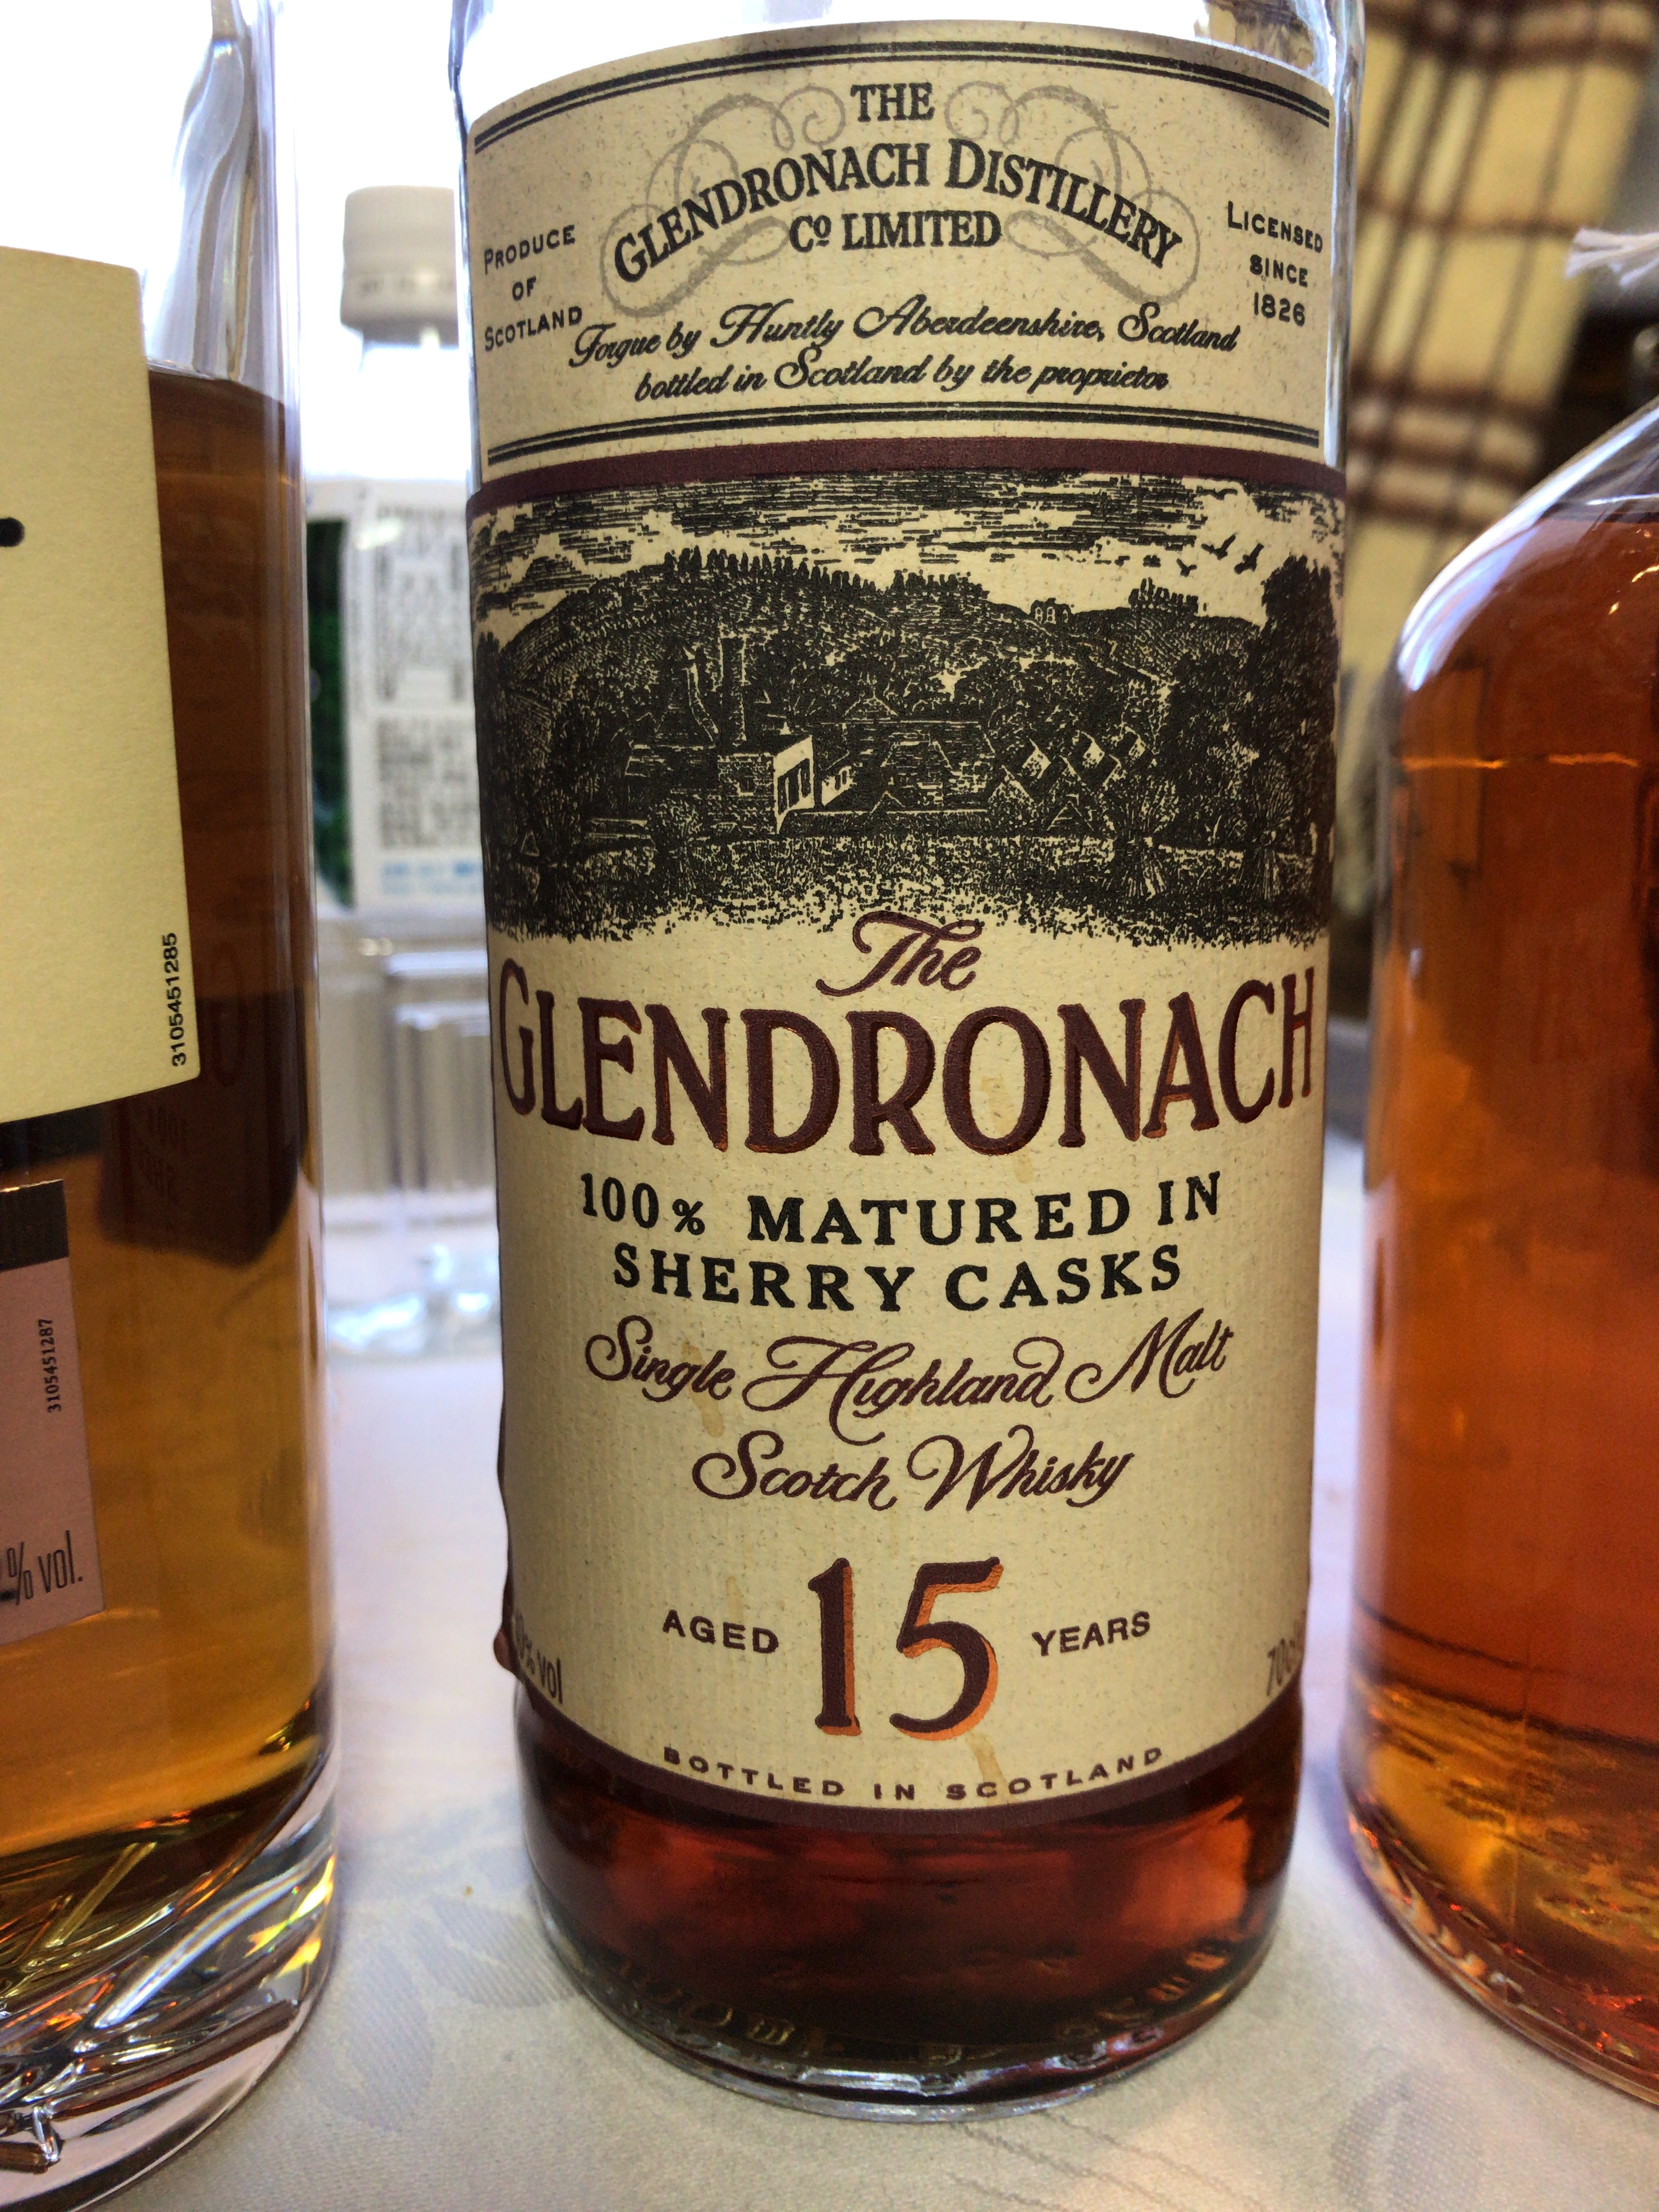 THE
GLENDRONACH DISTILLERY
Cº LIMITED
PRODUCE
OF
SCOTLAND
LICENSED
SINCE
1826
Forgue by Huntly Aberdeenshire, Scotland
bottled in Scotland by the proprietor
The
GLENDRONACH
100% MATURED IN
SHERRY CASKS
Single Highland Malt
Scotch Whisky
AGED 15 YEARS
% vol
BOTTLED IN SCOTLAND
3105451285
3105451287
% vol.